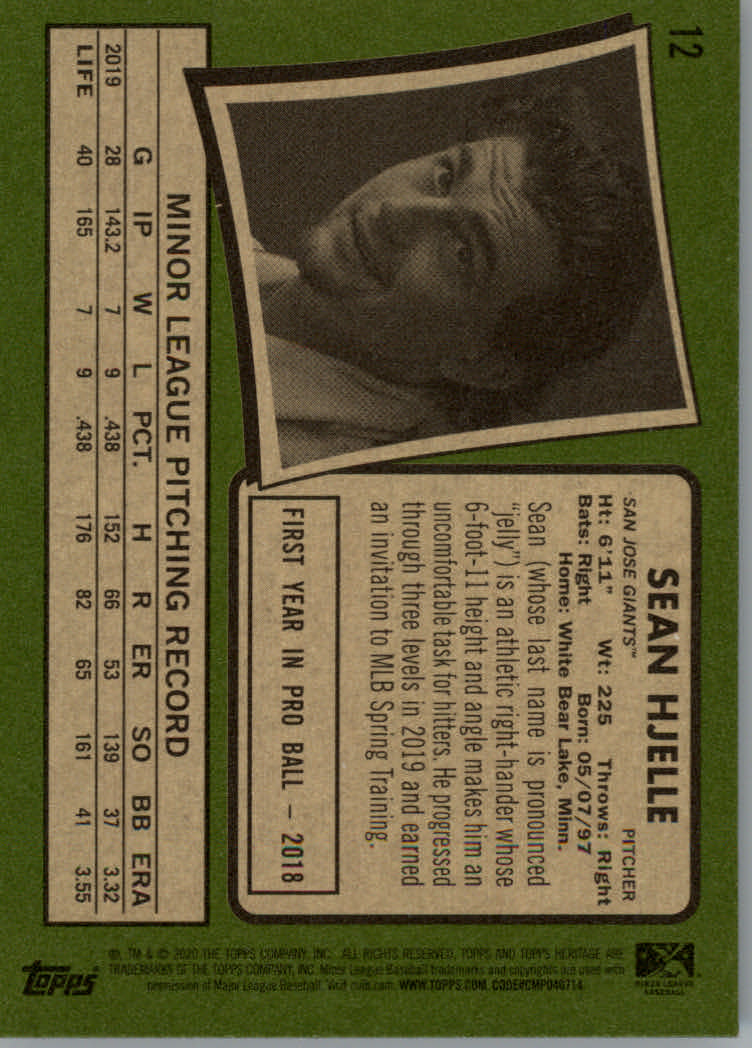 12
SEAN HJELLE
SAN JOSE GIANTS™ PITCHER
Ht: 6'11" Wt: 225 Throws: Right
Bats: Right Born: 05/07/97
Home: White Bear Lake, Minn.
Sean (whose last name is pronounced
“jelly”) is an athletic right-hander whose
6-foot-11 height and angle makes him an
uncomfortable task for hitters. He progressed
through three levels in 2019 and earned
an invitation to MLB Spring Training.
FIRST YEAR IN PRO BALL – 2018
MINOR LEAGUE PITCHING RECORD
G IP W L PCT. H R ER SO BB ERA
2019 28 143.2 7 9 .438 152 66 53 139 37 3.32
LIFE 40 165 7 9 .438 176 82 65 161 41 3.55
MINOR LEAGUE
BASEBALL
®, TM & © 2020 THE TOPPS COMPANY, INC. ALL RIGHTS RESERVED. TOPPS AND TOPPS HERITAGE ARE
TRADEMARKS OF THE TOPPS COMPANY, INC. Minor League Baseball trademarks and copyrights are used with
permission of Major League Baseball. Visit milb.com. WWW.TOPPS.COM. CODE#CMP046714
topps